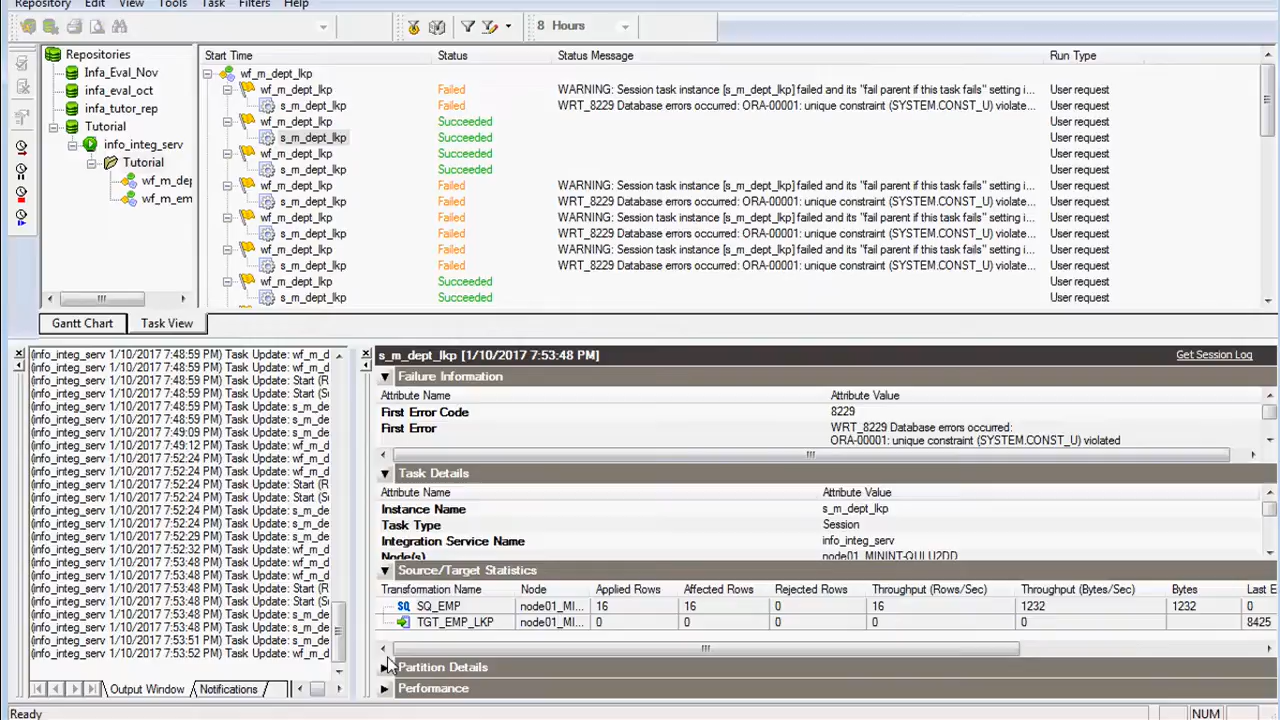 Repository Edit View Tools Task Filters Help
8 Hours
Repositories
Infa_Eval_Nov
infa_eval_oct
infa_tutor_rep
Tutorial
info_integ_serv
Tutorial
wf_m_dep
wf_m_em
Start Time Status Status Message Run Type
wf_m_dept_lkp
wf_m_dept_lkp Failed WARNING: Session task instance [s_m_dept_lkp] failed and its "fail parent if this task fails" setting i... User request
s_m_dept_lkp Failed WRT_8229 Database errors occurred: ORA-00001: unique constraint (SYSTEM.CONST_U) violate... User request
wf_m_dept_lkp Succeeded User request
s_m_dept_lkp Succeeded User request
wf_m_dept_lkp Succeeded User request
s_m_dept_lkp Succeeded User request
wf_m_dept_lkp Failed WARNING: Session task instance [s_m_dept_lkp] failed and its "fail parent if this task fails" setting i... User request
s_m_dept_lkp Failed WRT_8229 Database errors occurred: ORA-00001: unique constraint (SYSTEM.CONST_U) violate... User request
wf_m_dept_lkp Failed WARNING: Session task instance [s_m_dept_lkp] failed and its "fail parent if this task fails" setting i... User request
s_m_dept_lkp Failed WRT_8229 Database errors occurred: ORA-00001: unique constraint (SYSTEM.CONST_U) violate... User request
wf_m_dept_lkp Failed WARNING: Session task instance [s_m_dept_lkp] failed and its "fail parent if this task fails" setting i... User request
s_m_dept_lkp Failed WRT_8229 Database errors occurred: ORA-00001: unique constraint (SYSTEM.CONST_U) violate... User request
wf_m_dept_lkp Succeeded User request
s_m_dept_lkp Succeeded User request
Gantt Chart Task View
(info_integ_serv 1/10/2017 7:48:59 PM) Task Update: wf_m_d
(info_integ_serv 1/10/2017 7:48:59 PM) Task Update: wf_m_d
(info_integ_serv 1/10/2017 7:48:59 PM) Task Update: Start (R
(info_integ_serv 1/10/2017 7:48:59 PM) Task Update: Start (Su
(info_integ_serv 1/10/2017 7:48:59 PM) Task Update: s_m_de
(info_integ_serv 1/10/2017 7:48:59 PM) Task Update: s_m_de
(info_integ_serv 1/10/2017 7:49:09 PM) Task Update: s_m_de
(info_integ_serv 1/10/2017 7:49:12 PM) Task Update: wf_m_d
(info_integ_serv 1/10/2017 7:52:24 PM) Task Update: wf_m_d
(info_integ_serv 1/10/2017 7:52:24 PM) Task Update: wf_m_d
(info_integ_serv 1/10/2017 7:52:24 PM) Task Update: Start (R
(info_integ_serv 1/10/2017 7:52:24 PM) Task Update: Start (Su
(info_integ_serv 1/10/2017 7:52:24 PM) Task Update: s_m_de
(info_integ_serv 1/10/2017 7:52:24 PM) Task Update: s_m_de
(info_integ_serv 1/10/2017 7:52:29 PM) Task Update: s_m_de
(info_integ_serv 1/10/2017 7:52:32 PM) Task Update: wf_m_d
(info_integ_serv 1/10/2017 7:53:48 PM) Task Update: wf_m_d
(info_integ_serv 1/10/2017 7:53:48 PM) Task Update: wf_m_d
(info_integ_serv 1/10/2017 7:53:48 PM) Task Update: Start (R
(info_integ_serv 1/10/2017 7:53:48 PM) Task Update: Start (Su
(info_integ_serv 1/10/2017 7:53:48 PM) Task Update: s_m_de
(info_integ_serv 1/10/2017 7:53:48 PM) Task Update: s_m_de
(info_integ_serv 1/10/2017 7:53:51 PM) Task Update: s_m_de
(info_integ_serv 1/10/2017 7:53:52 PM) Task Update: wf_m_d
Output Window Notifications
s_m_dept_lkp [1/10/2017 7:53:48 PM] Get Session Log
Failure Information
Attribute Name Attribute Value
First Error Code 8229
First Error WRT_8229 Database errors occurred:
ORA-00001: unique constraint (SYSTEM.CONST_U) violated
Task Details
Attribute Name Attribute Value
Instance Name s_m_dept_lkp
Task Type Session
Integration Service Name info_integ_serv
Node(s) node01_MININT-QULU2DD
Source/Target Statistics
Transformation Name Node Applied Rows Affected Rows Rejected Rows Throughput (Rows/Sec) Throughput (Bytes/Sec) Bytes Last E
SQ_EMP node01_MI... 16 16 0 16 1232 1232 0
TGT_EMP_LKP node01_MI... 0 0 0 0 0 8425
Partition Details
Performance
Ready NUM